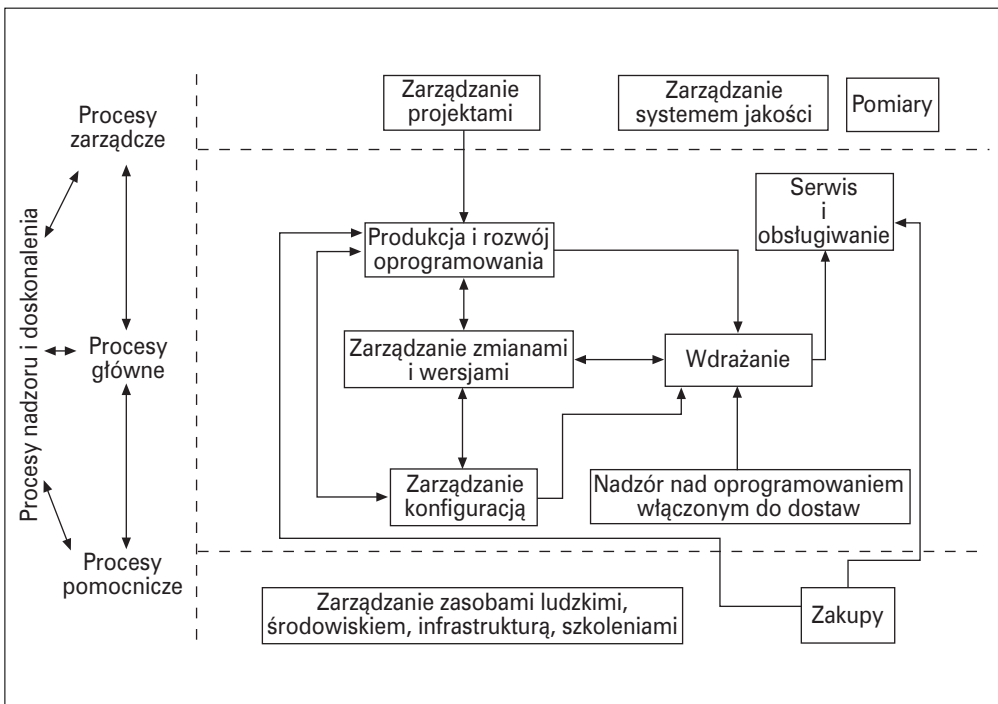 Procesy
zarządcze
Procesy nadzoru i doskonalenia
Procesy
główne
Procesy
pomocnicze
Zarządzanie
projektami
Zarządzanie
systemem jakości
Pomiary
Serwis
i
obsługiwanie
Produkcja i rozwój
oprogramowania
Zarządzanie zmianami
i wersjami
Wdrażanie
Zarządzanie
konfiguracją
Nadzór nad oprogramowaniem
włączonym do dostaw
Zarządzanie zasobami ludzkimi,
środowiskiem, infrastrukturą, szkoleniami
Zakupy